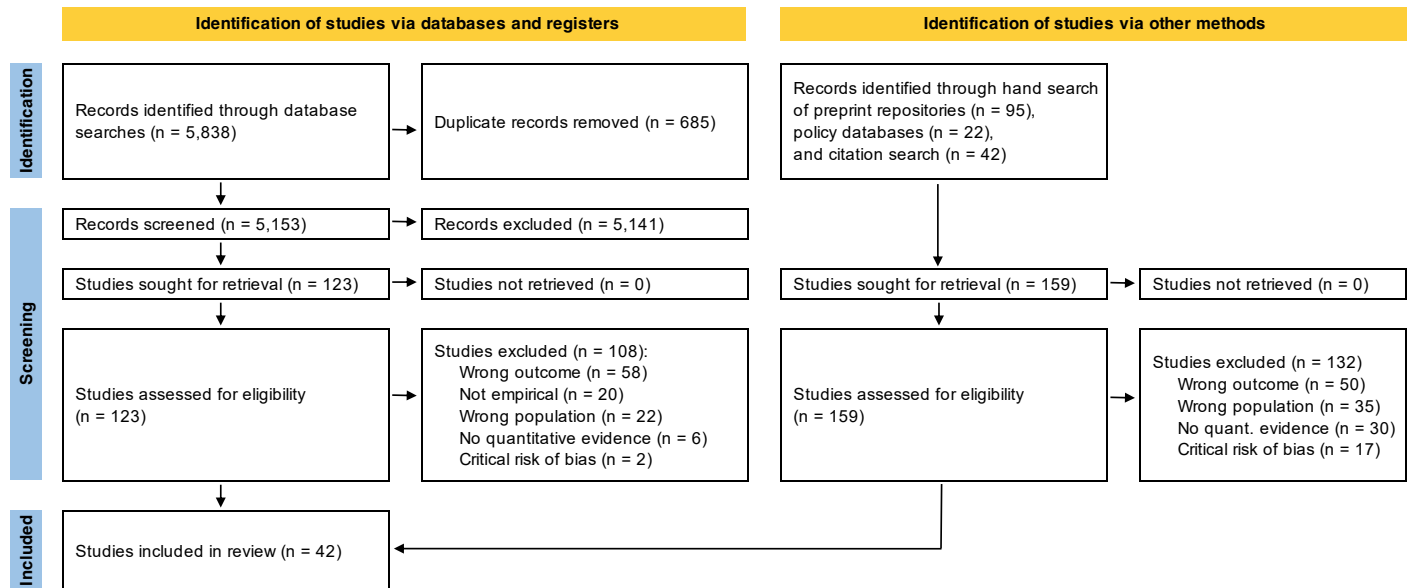 Identification of studies via databases and registers
Identification of studies via other methods
Identification
Records identified through database
searches (n = 5,838)
Duplicate records removed (n = 685)
Records identified through hand search
of preprint repositories (n = 95),
policy databases (n = 22),
and citation search (n = 42)
Screening
Records screened (n = 5,153)
Records excluded (n = 5,141)
Studies sought for retrieval (n = 123)
Studies not retrieved (n = 0)
Studies sought for retrieval (n = 159)
Studies not retrieved (n = 0)
Studies assessed for eligibility
(n = 123)
Studies excluded (n = 108):
Wrong outcome (n = 58)
Not empirical (n = 20)
Wrong population (n = 22)
No quantitative evidence (n = 6)
Critical risk of bias (n = 2)
Studies assessed for eligibility
(n = 159)
Studies excluded (n = 132)
Wrong outcome (n = 50)
Wrong population (n = 35)
No quant. evidence (n = 30)
Critical risk of bias (n = 17)
Included
Studies included in review (n = 42)